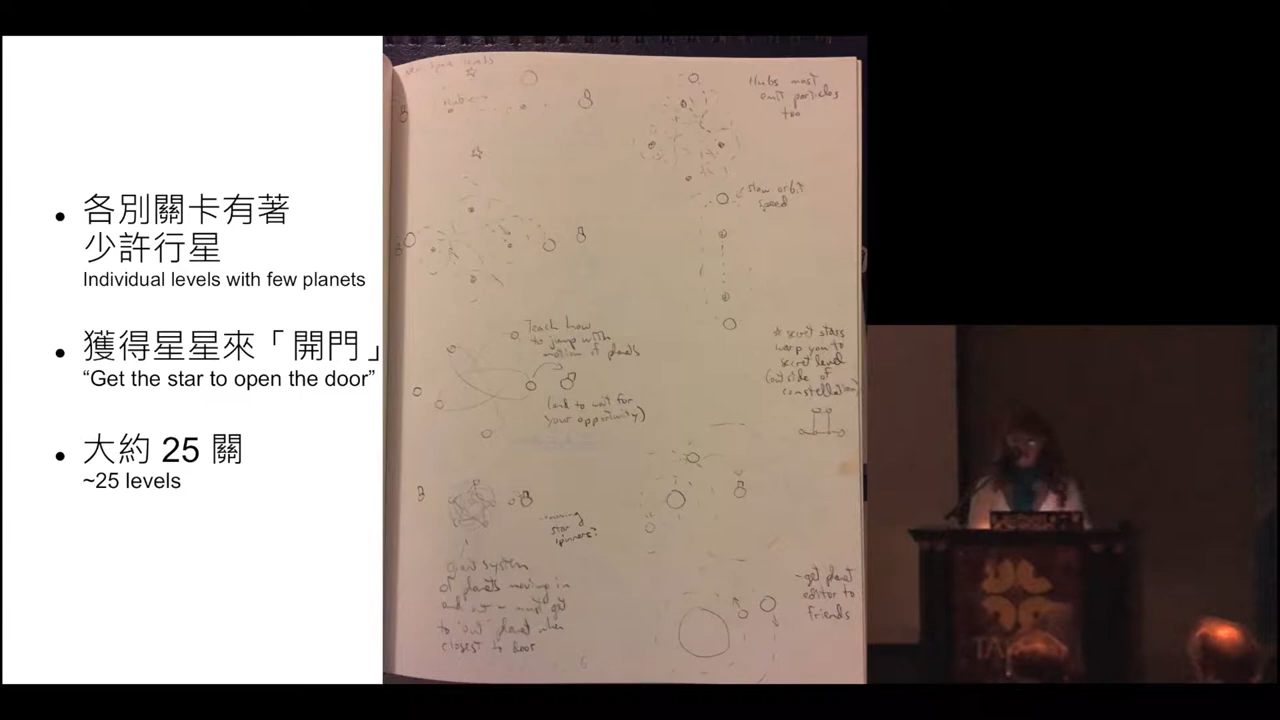 各別關卡有著
少許行星
Individual levels with few planets
獲得星星來「開門」
“Get the star to open the door”
大約 25 關
~25 levels
Hubs must
emit particles
too
slow orbit
speed
Teach how
to jump with
motion of planets
(and to wait for
your opportunity)
* secret stars
warp you to
secret level
(outside of
constellation)
moving
star
spinners?
Giant system
of planets moving in
and out must get
to "out" planet when
closest to door
-get planet
editor to
friends
6
TA